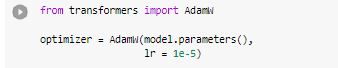 from transformers import AdamW
optimizer = AdamW(model.parameters(),
lr = 1e-5)